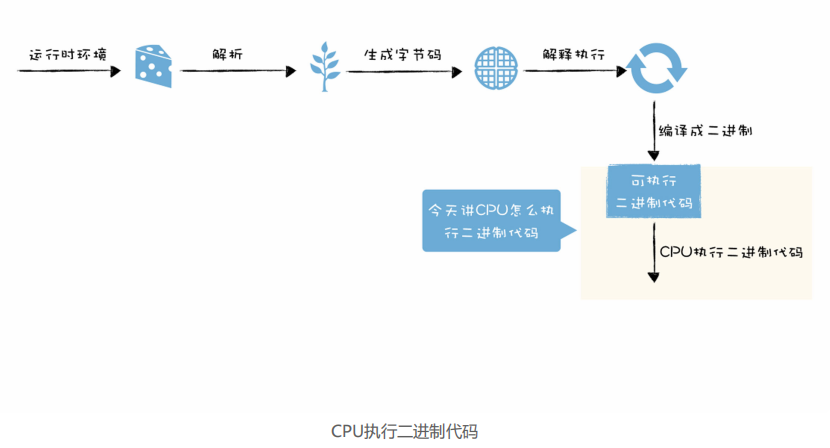 运行时环境
解析
生成字节码
解释执行
编译成二进制
可执行
二进制代码
今天讲CPU怎么执
行二进制代码
CPU执行二进制代码
CPU执行二进制代码